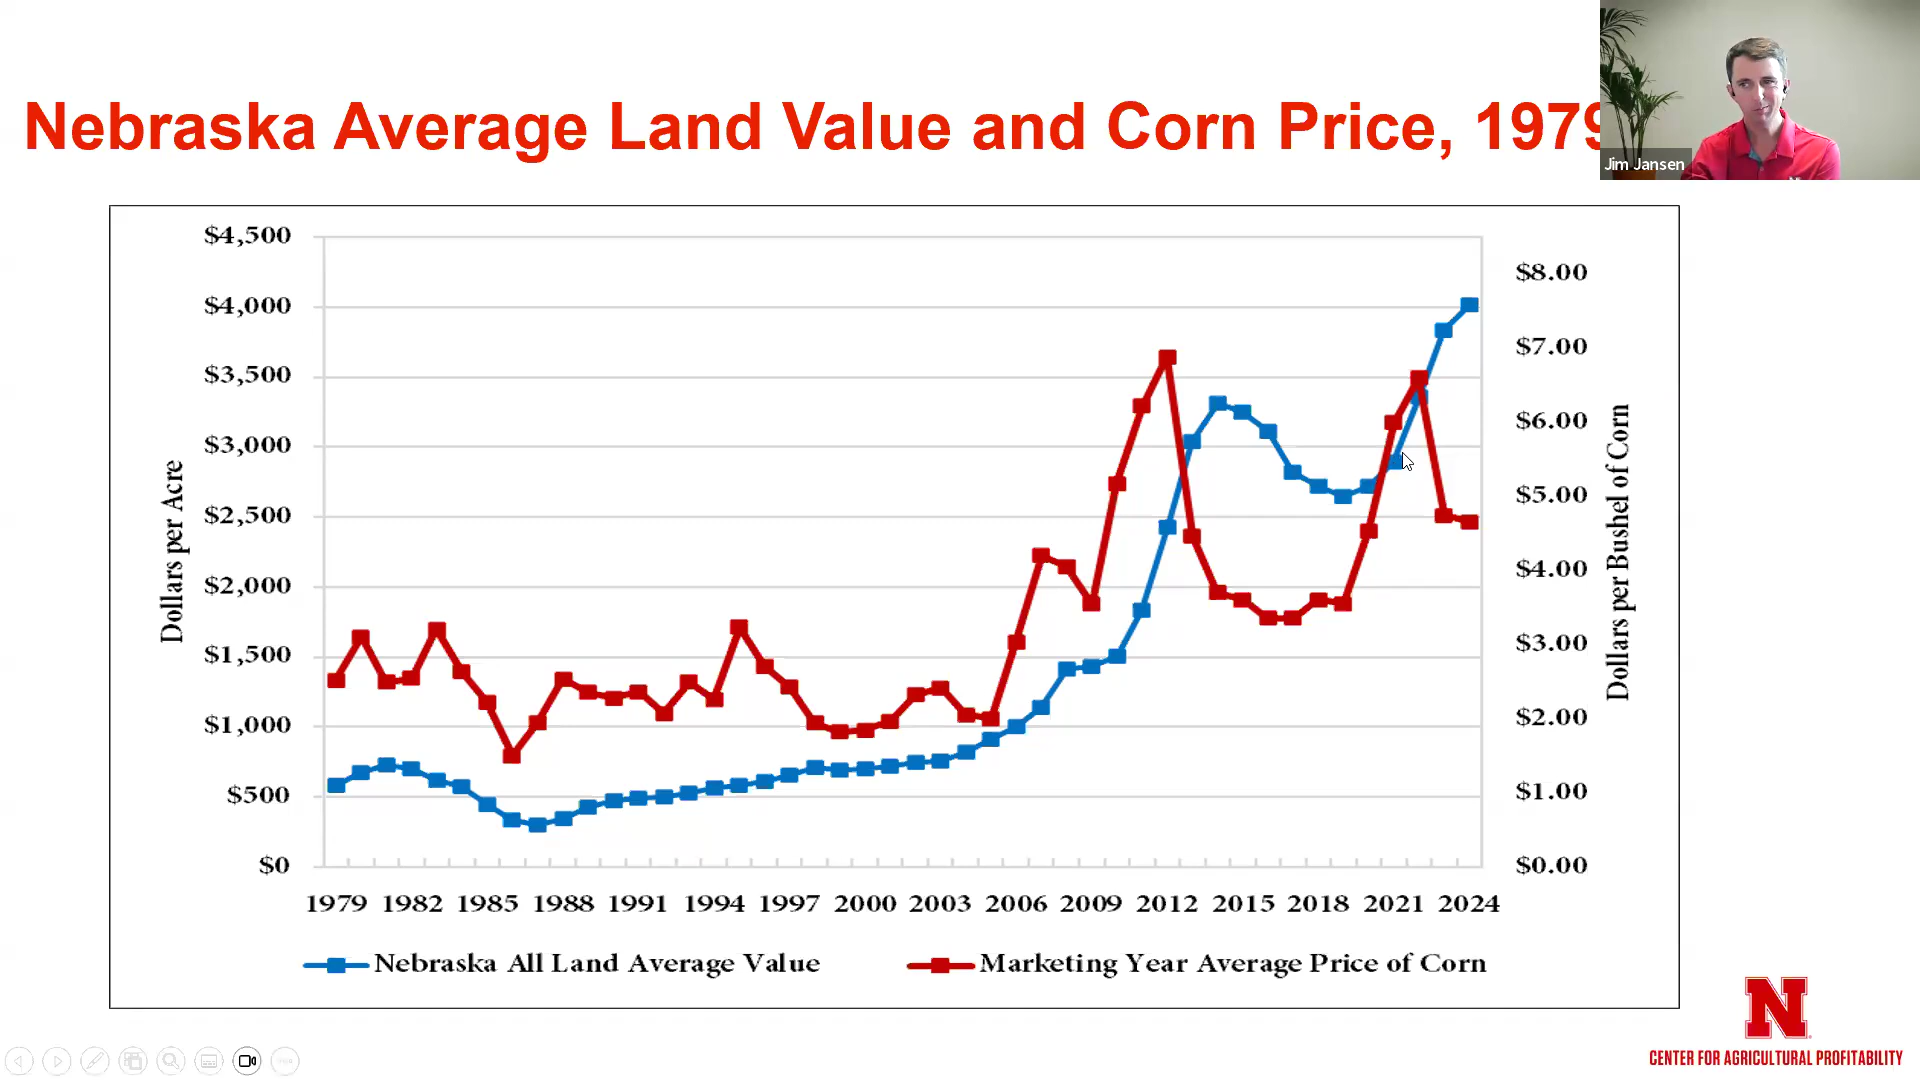 Nebraska Average Land Value and Corn Price, 1979
Jim Jansen
$4,500
$4,000
$3,500
$3,000
$2,500
$2,000
$1,500
$1,000
$500
$0
Dollars per Acre
$8.00
$7.00
$6.00
$5.00
$4.00
$3.00
$2.00
$1.00
$0.00
Dollars per Bushel of Corn
1979 1982 1985 1988 1991 1994 1997 2000 2003 2006 2009 2012 2015 2018 2021 2024
Nebraska All Land Average Value Marketing Year Average Price of Corn
N
CENTER FOR AGRICULTURAL PROFITABILITY